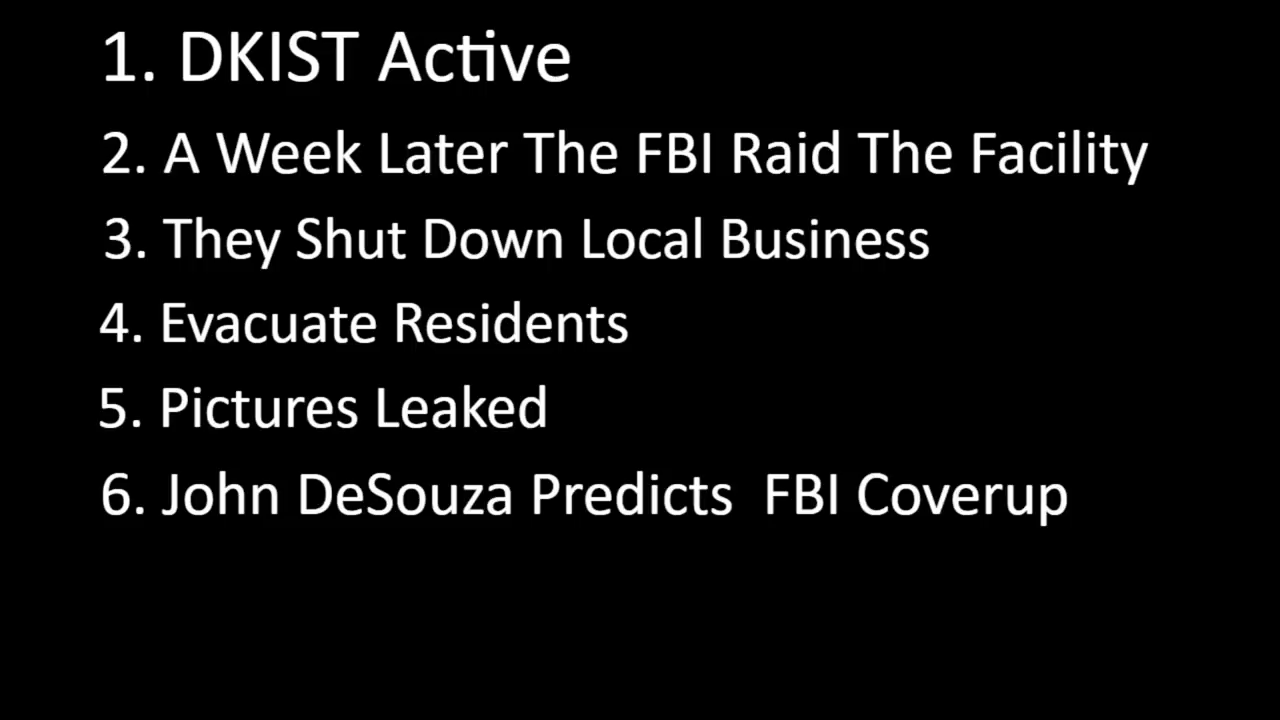 1. DKIST Active
2. A Week Later The FBI Raid The Facility
3. They Shut Down Local Business
4. Evacuate Residents
5. Pictures Leaked
6. John DeSouza Predicts  FBI Coverup